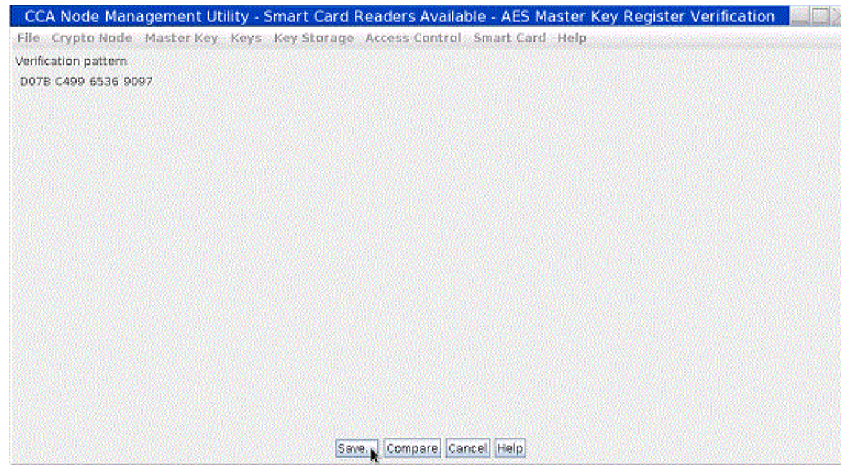 CCA Node Management Utility - Smart Card Readers Available - AES Master Key Register Verification
File Crypto Node Master Key Keys Key Storage Access Control Smart Card Help
Verification pattern
D07B C499 6536 9097
Save... Compare Cancel Help